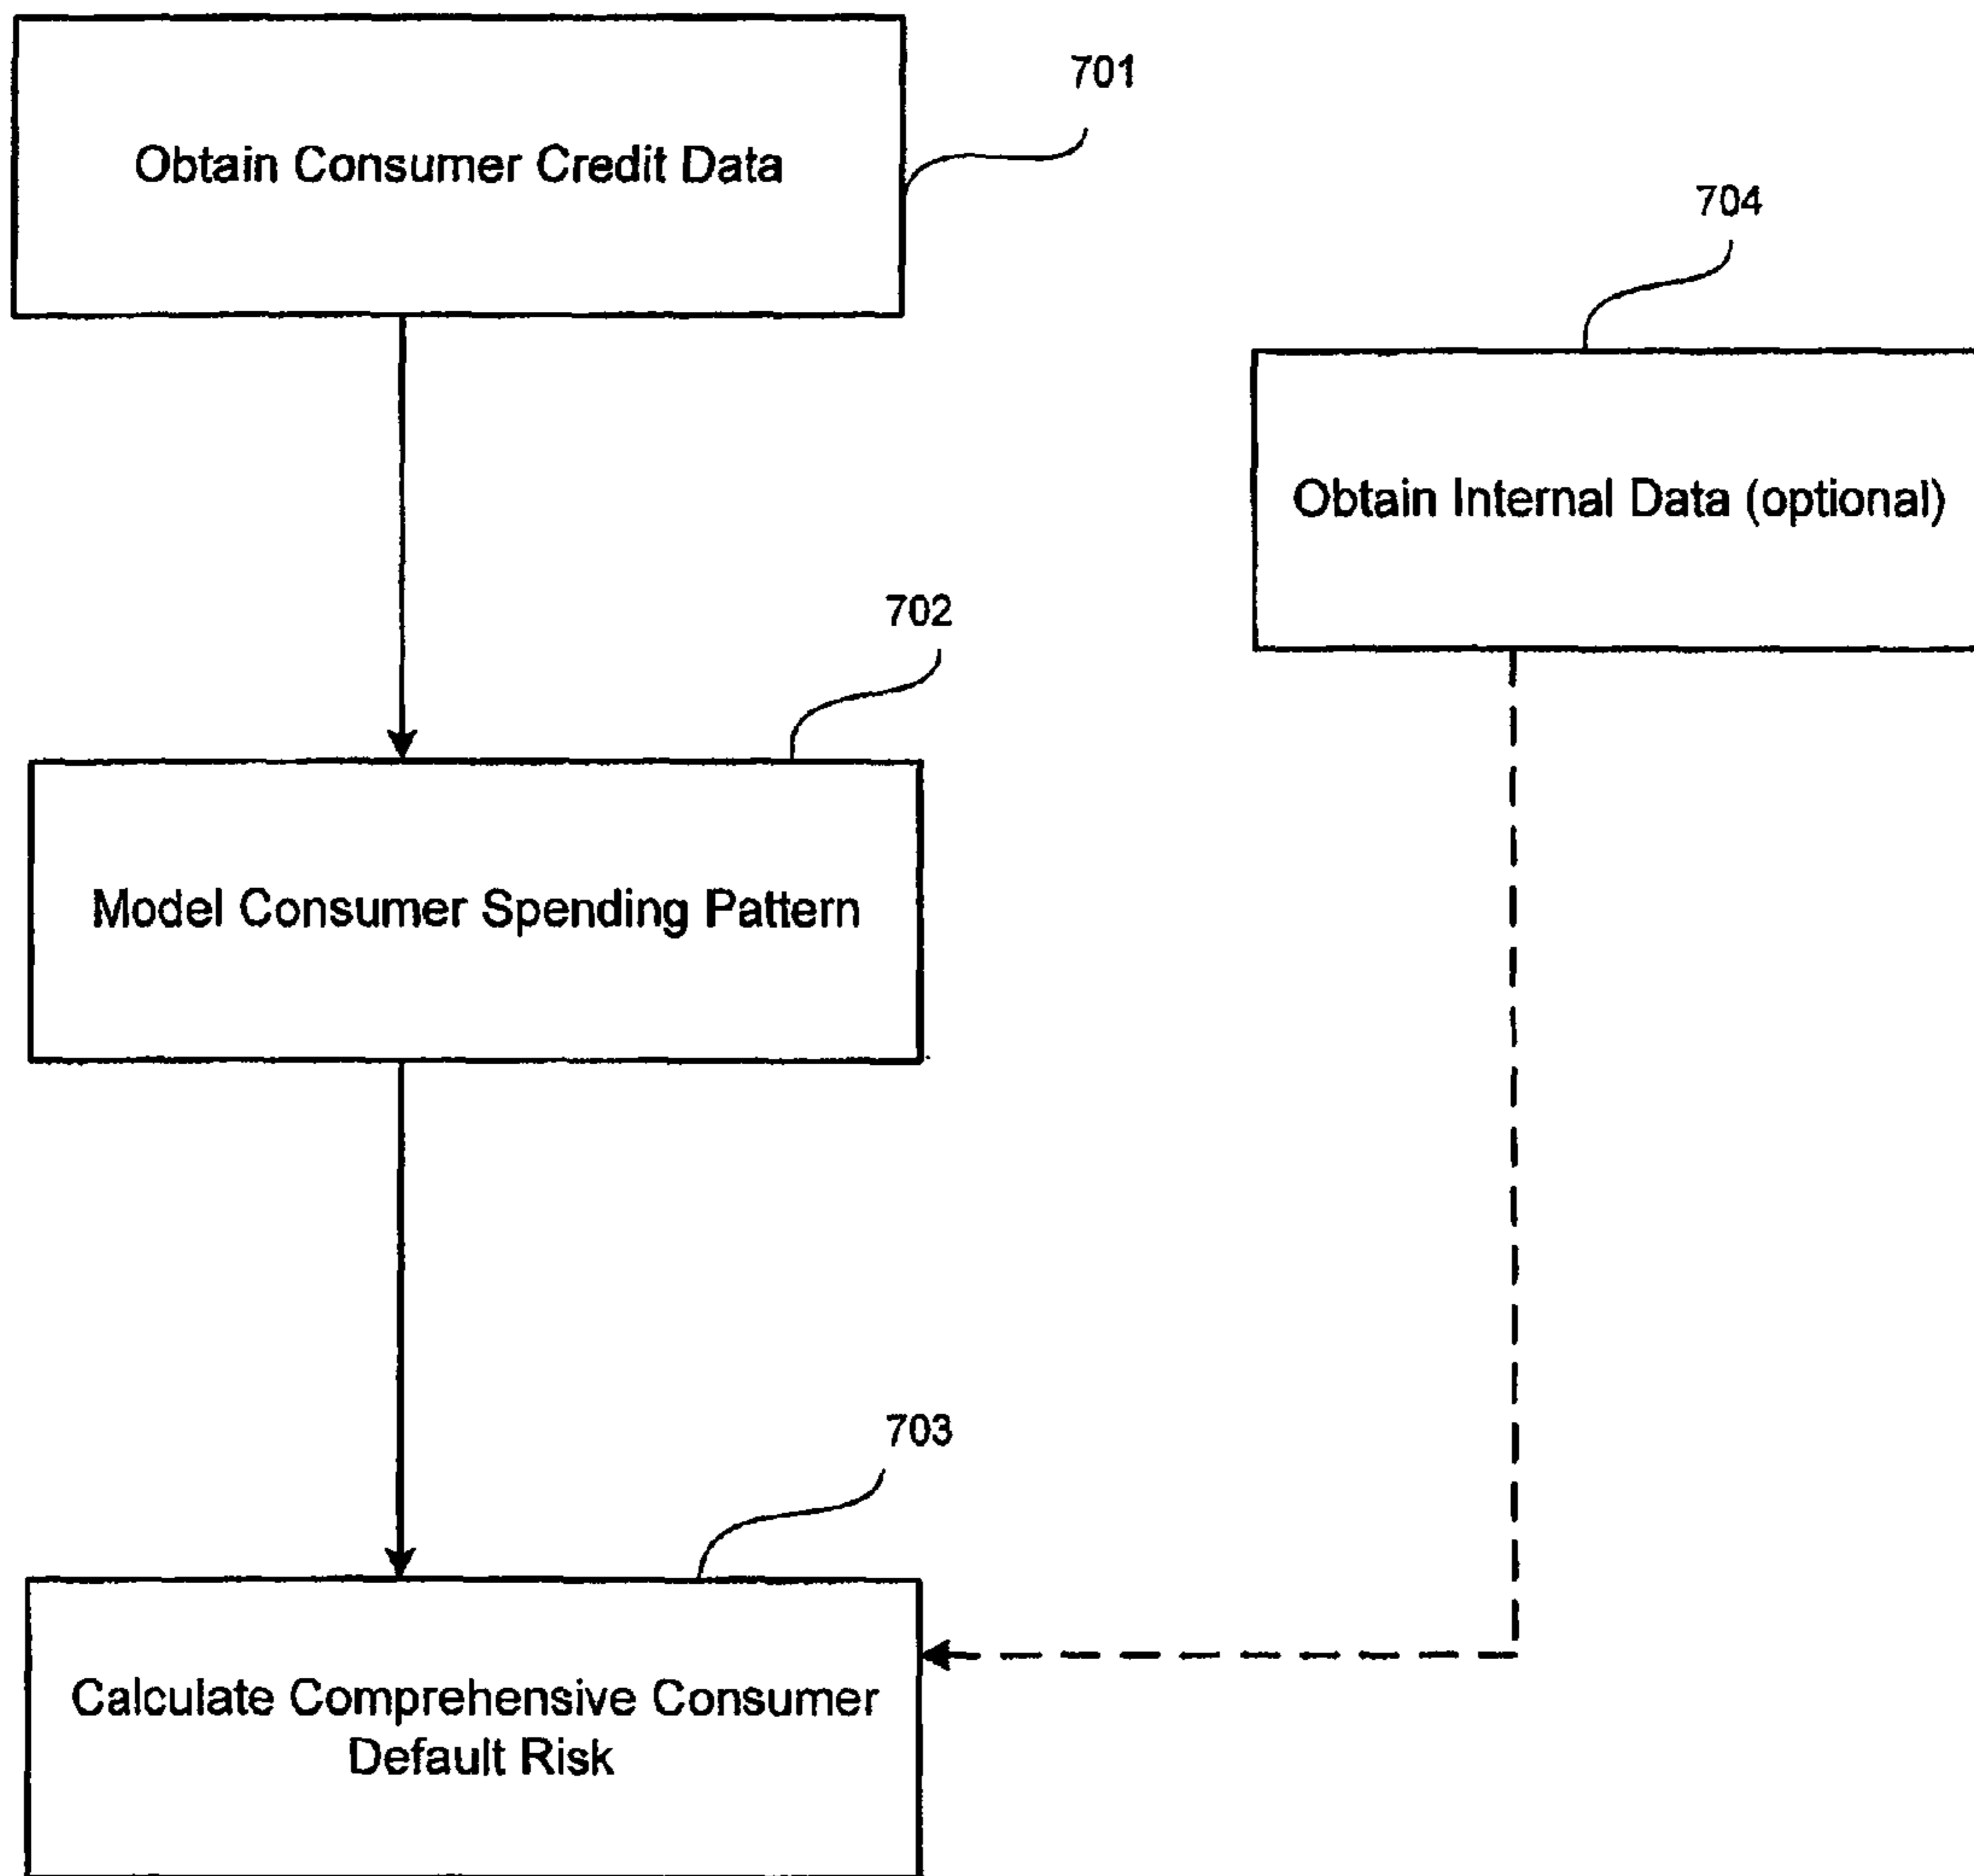 701
Obtain Consumer Credit Data
704
Obtain Internal Data (optional)
702
Model Consumer Spending Pattern
703
Calculate Comprehensive Consumer
Default Risk